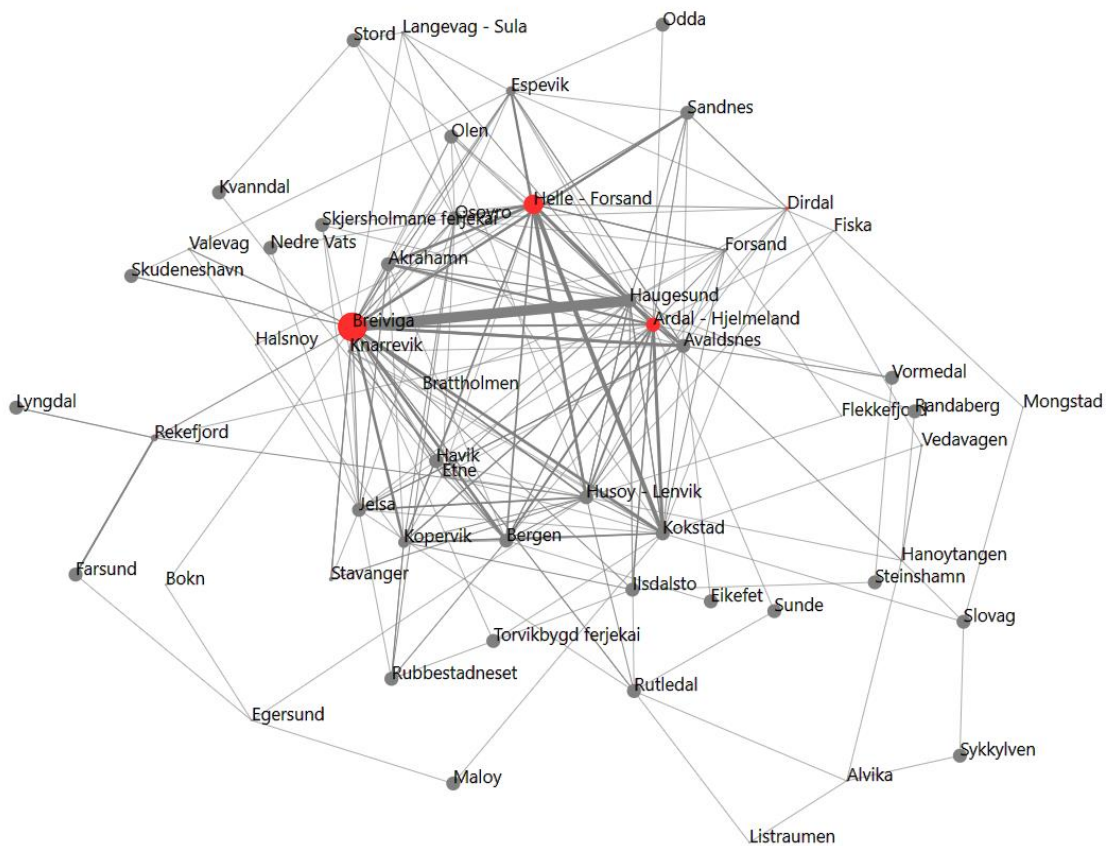 Odda
Langevag - Sula
Stord
Espevik
Sandnes
Olen
Kvanndal
Helle - Forsand
Osoyro
Dirdal
Skjersholmane ferjekai
Fiska
Nedre Vats
Valevag
Forsand
Akrahamn
Skudeneshavn
Haugesund
Breiviga
Ardal - Hjelmeland
Halsnoy
Knarrevik
Avaldsnes
Vormedal
Brattholmen
Lyngdal
Flekkefjord
Randaberg
Mongstad
Rekefjord
Vedavagen
Havik
Etne
Husoy - Lenvik
Jelsa
Kopervik
Bergen
Kokstad
Hanoytangen
Farsund
Bokn
Stavanger
Ilsdalsto
Steinshamn
Eikefet
Sunde
Slovag
Torvikbygd ferjekai
Rubbestadneset
Rutledal
Egersund
Sykkylven
Maloy
Alvika
Listraumen